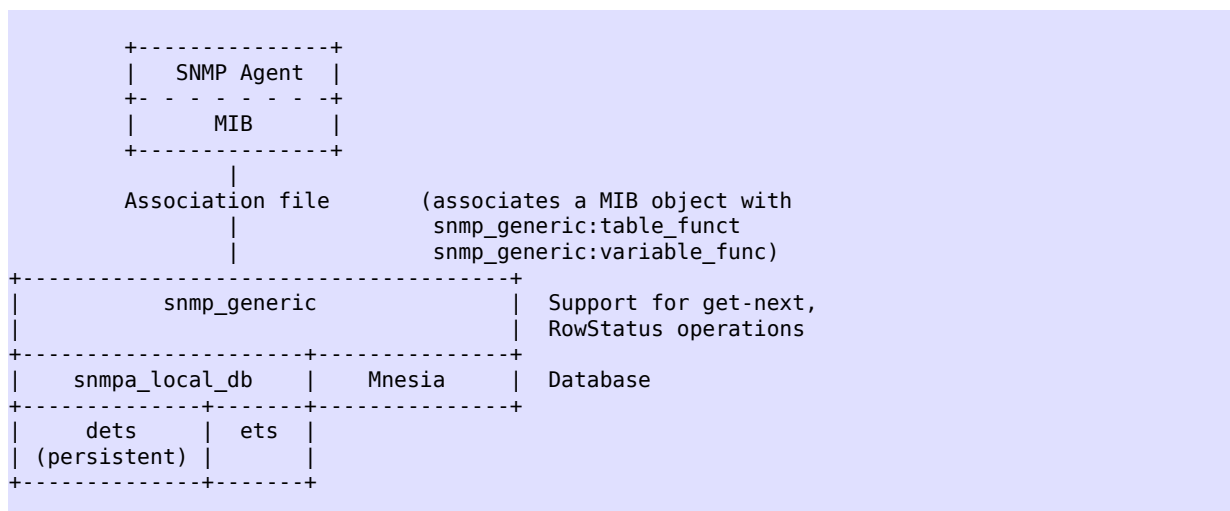 +---------------+
|   SNMP Agent  |
+- - - - - - - -+
|      MIB      |
+---------------+
|
Association file       (associates a MIB object with
|                snmp_generic:table_funct
|                snmp_generic:variable_func)
+--------------------------------------+
|           snmp_generic               |  Support for get-next,
|                                      |  RowStatus operations
+----------------------+---------------+
|    snmpa_local_db    |    Mnesia     |  Database
+--------------+-------+---------------+
|     dets     |  ets  |
| (persistent) |       |
+--------------+-------+